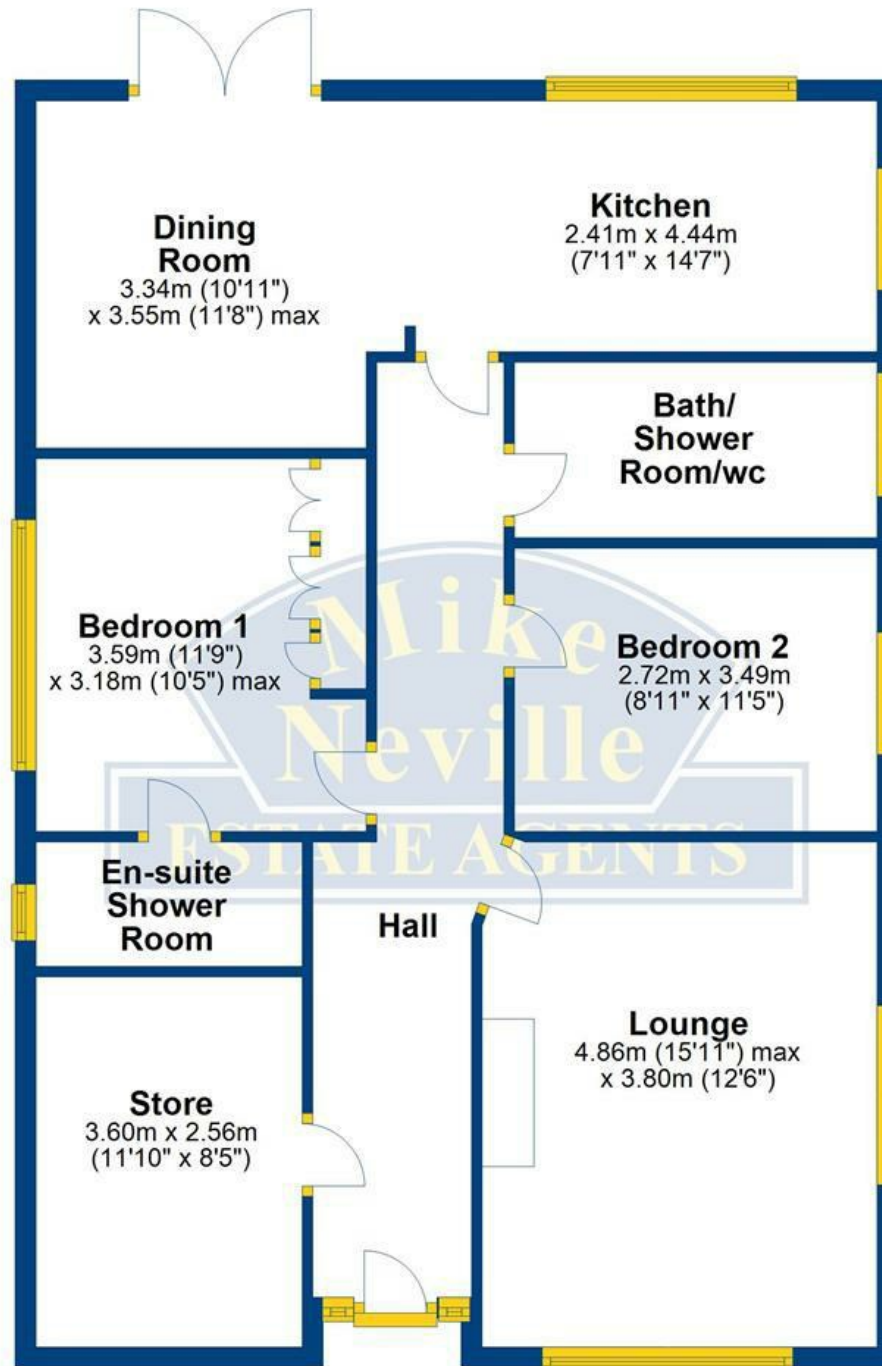 Dining
Room
3.34m (10'11")
x 3.55m (11'8") max
Kitchen
2.41m x 4.44m
(7'11" x 14'7")
Bath/
Shower
Room/wc
Bedroom 1
3.59m (11'9")
x 3.18m (10'5") max
Bedroom 2
2.72m x 3.49m
(8'11" x 11'5")
Mike
Neville
ESTATE AGENTS
En-suite
Shower
Room
Hall
Lounge
4.86m (15'11") max
x 3.80m (12'6")
Store
3.60m x 2.56m
(11'10" x 8'5")